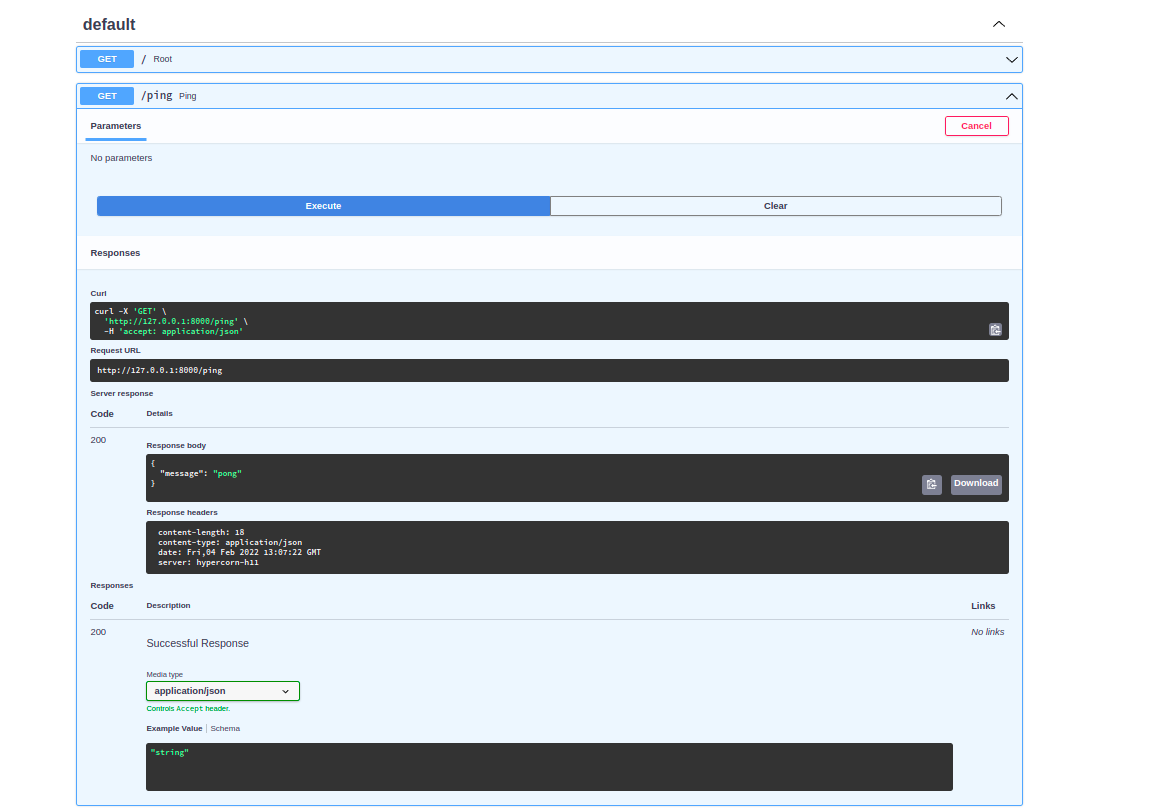 default
GET / Root
GET /ping Ping
Parameters
Cancel
No parameters
Execute
Clear
Responses
Curl
curl -X 'GET' \
'http://127.0.0.1:8000/ping' \
-H 'accept: application/json'
Request URL
http://127.0.0.1:8000/ping
Server response
Code Details
200
Response body
{
"message": "pong"
}
Download
Response headers
content-length: 18
content-type: application/json
date: Fri,04 Feb 2022 13:07:22 GMT
server: hypercorn-h11
Responses
Code Description Links
200 No links
Successful Response
Media type
application/json
Controls Accept header.
Example Value | Schema
"string"